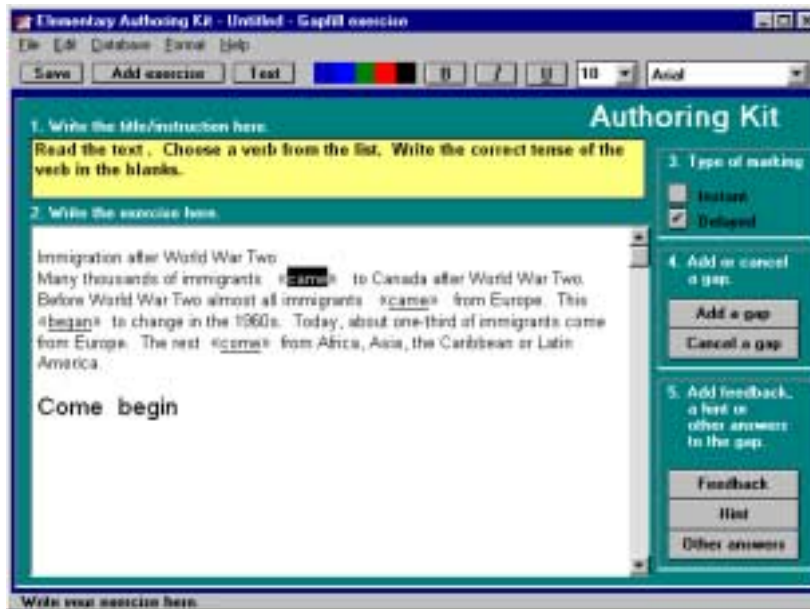 Elementary Authoring Kit - Untitled - Gapfill exercise
File Edit Database Format Help
Save Add exercise Test B I U 10 Arial
Authoring Kit
1. Write the title/instruction here.
Read the text . Choose a verb from the list. Write the correct tense of the
verb in the blanks.
2. Write the exercise here.
Immigration after World War Two
Many thousands of immigrants «came» to Canada after World War Two.
Before World War Two almost all immigrants «came» from Europe. This
«began» to change in the 1960s. Today, about one-third of immigrants come
from Europe. The rest «come» from Africa, Asia, the Caribbean or Latin
America.
Come begin
3. Type of marking
Instant
Delayed
4. Add or cancel
a gap.
Add a gap
Cancel a gap
5. Add feedback,
a hint or
other answers
to the gap.
Feedback
Hint
Other answers
Write your exercise here.